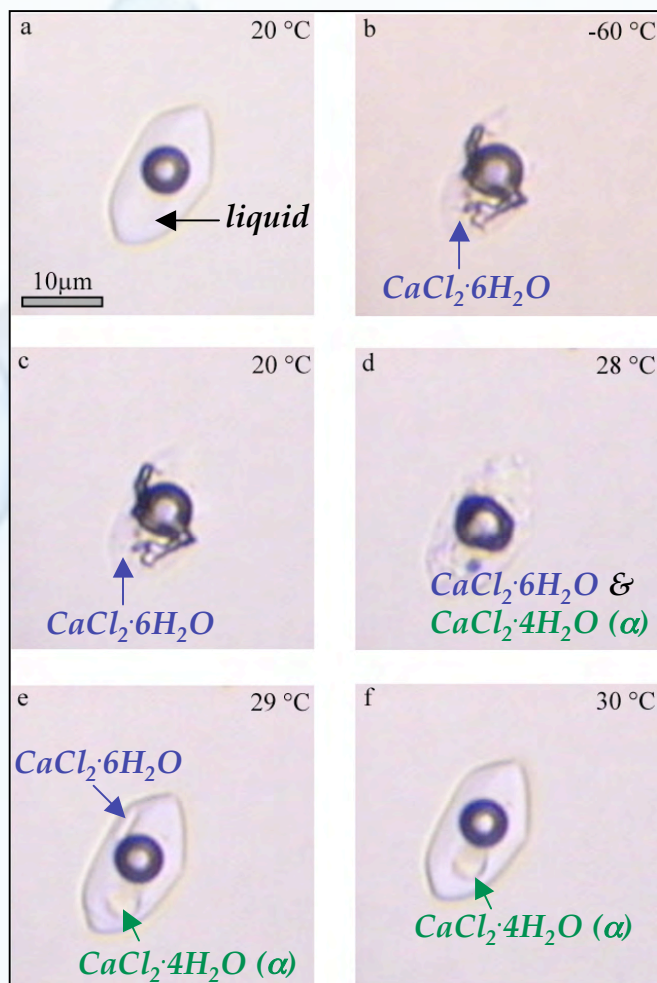 a 20 °C
liquid
10µm
b -60 °C
CaCl₂·6H₂O
c 20 °C
CaCl₂·6H₂O
d 28 °C
CaCl₂·6H₂O &
CaCl₂·4H₂O (α)
e 29 °C
CaCl₂·6H₂O
CaCl₂·4H₂O (α)
f 30 °C
CaCl₂·4H₂O (α)